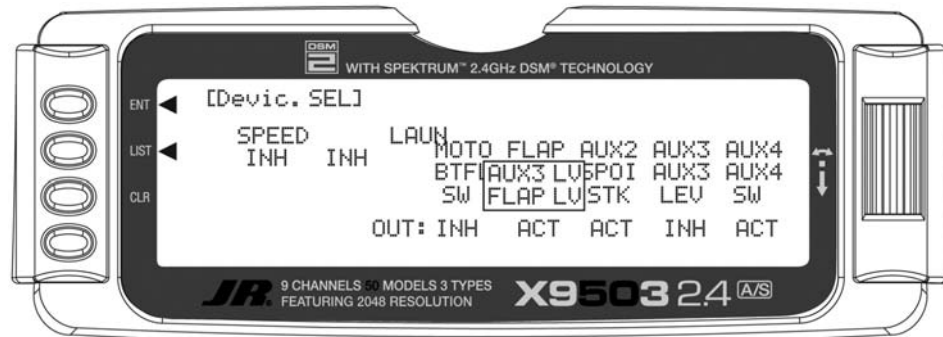 DSM
2
WITH SPEKTRUM™ 2.4GHz DSM® TECHNOLOGY
ENT
LIST
CLR
[Devic.SEL]
SPEED LAUN
INH INH
MOTO FLAP AUX2 AUX3 AUX4
BTFL AUX3 LV SPOI AUX3 AUX4
SW FLAP LV STK LEV SW
OUT: INH ACT ACT INH ACT
JR.
9 CHANNELS 50 MODELS 3 TYPES
FEATURING 2048 RESOLUTION
X9503 2.4 A/S